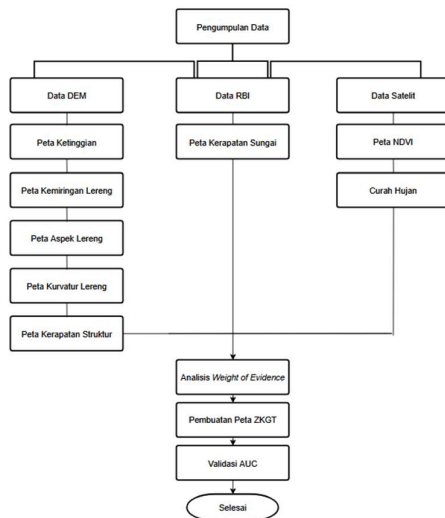 Pengumpulan Data
Data DEM
Data RBI
Data Satelit
Peta Ketinggian
Peta Kerapatan Sungai
Peta NDVI
Peta Kemiringan Lereng
Curah Hujan
Peta Aspek Lereng
Peta Kurvatur Lereng
Peta Kerapatan Struktur
Analisis Weight of Evidence
Pembuatan Peta ZKGT
Validasi AUC
Selesai